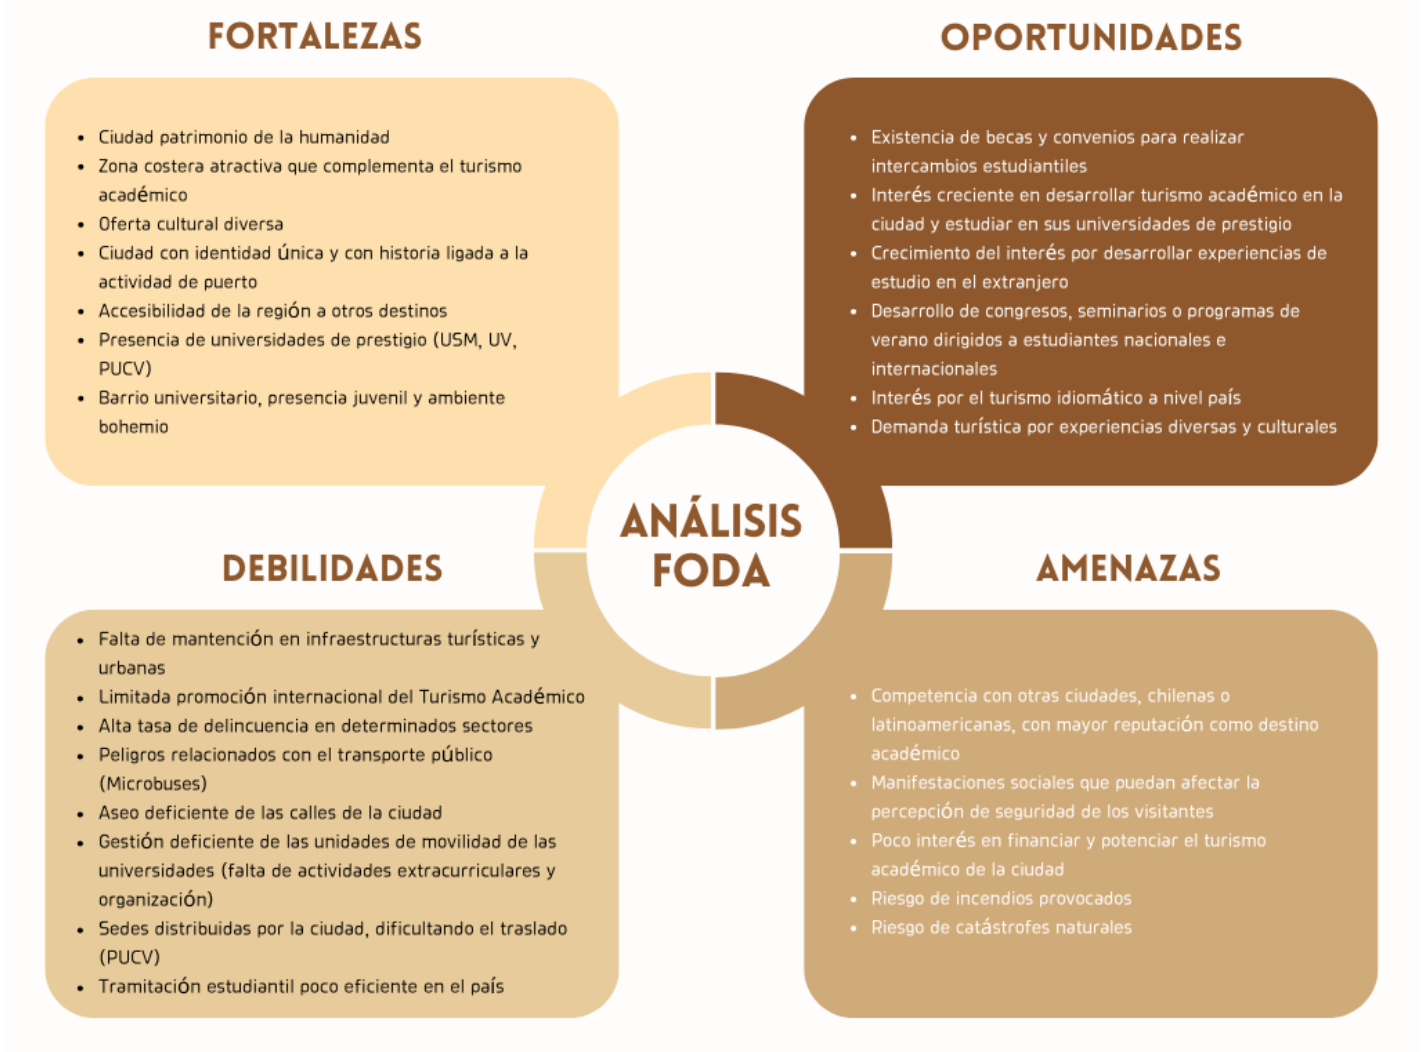 FORTALEZAS
• Ciudad patrimonio de la humanidad
• Zona costera atractiva que complementa el turismo
académico
• Oferta cultural diversa
• Ciudad con identidad única y con historia ligada a la
actividad de puerto
• Accesibilidad de la región a otros destinos
• Presencia de universidades de prestigio (USM, UV,
PUCV)
• Barrio universitario, presencia juvenil y ambiente
bohemio
OPORTUNIDADES
• Existencia de becas y convenios para realizar
intercambios estudiantiles
• Interés creciente en desarrollar turismo académico en la
ciudad y estudiar en sus universidades de prestigio
• Crecimiento del interés por desarrollar experiencias de
estudio en el extranjero
• Desarrollo de congresos, seminarios o programas de
verano dirigidos a estudiantes nacionales e
internacionales
• Interés por el turismo idiomático a nivel país
• Demanda turística por experiencias diversas y culturales
ANÁLISIS
FODA
DEBILIDADES
• Falta de mantención en infraestructuras turísticas y
urbanas
• Limitada promoción internacional del Turismo Académico
• Alta tasa de delincuencia en determinados sectores
• Peligros relacionados con el transporte público
(Microbuses)
• Aseo deficiente de las calles de la ciudad
• Gestión deficiente de las unidades de movilidad de las
universidades (falta de actividades extracurriculares y
organización)
• Sedes distribuidas por la ciudad, dificultando el traslado
(PUCV)
• Tramitación estudiantil poco eficiente en el país
AMENAZAS
• Competencia con otras ciudades, chilenas o
latinoamericanas, con mayor reputación como destino
académico
• Manifestaciones sociales que puedan afectar la
percepción de seguridad de los visitantes
• Poco interés en financiar y potenciar el turismo
académico de la ciudad
• Riesgo de incendios provocados
• Riesgo de catástrofes naturales